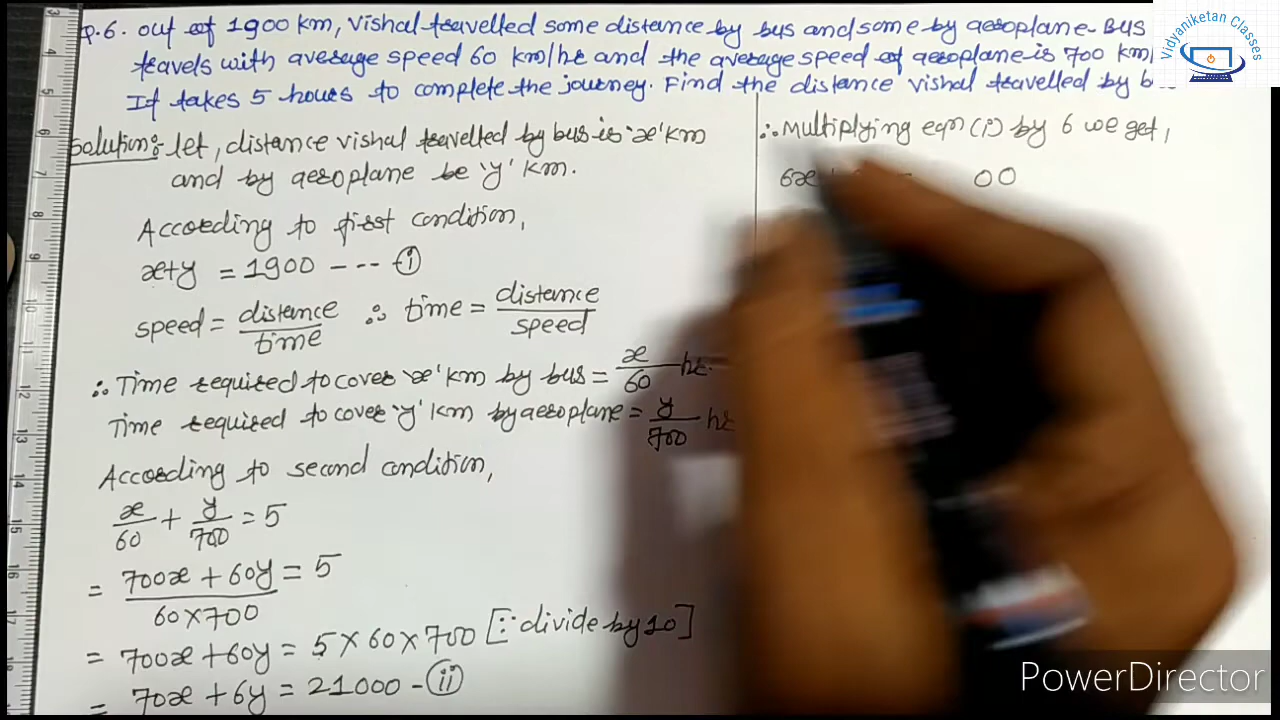 Q.6. Out of 1900 km, Vishal travelled some distance by bus and some by aeroplane. Bus
travels with average speed 60 km/hr and the average speed of aeroplane is 700 km/
It takes 5 hours to complete the journey. Find the distance vishal travelled by
Solution:- let, distance vishal travelled by bus is 'x' km
and by aeroplane be 'y' km.
According to first condition,
x+y = 1900 ---- (i)
speed = distance/time ∴ time = distance/speed
∴ Time required to cover 'x' km by bus = x/60 hr.
Time required to cover 'y' km by aeroplane = y/700 hr
According to second condition,
x/60 + y/700 = 5
= 700x + 60y / 60×700 = 5
= 700x + 60y = 5 × 60 × 700 [∵ divide by 10]
= 70x + 6y = 21000 - (ii)
∴ Multiplying eqn (i) by 6 we get,
6x 00
Vidyaniketan Classes
PowerDirector